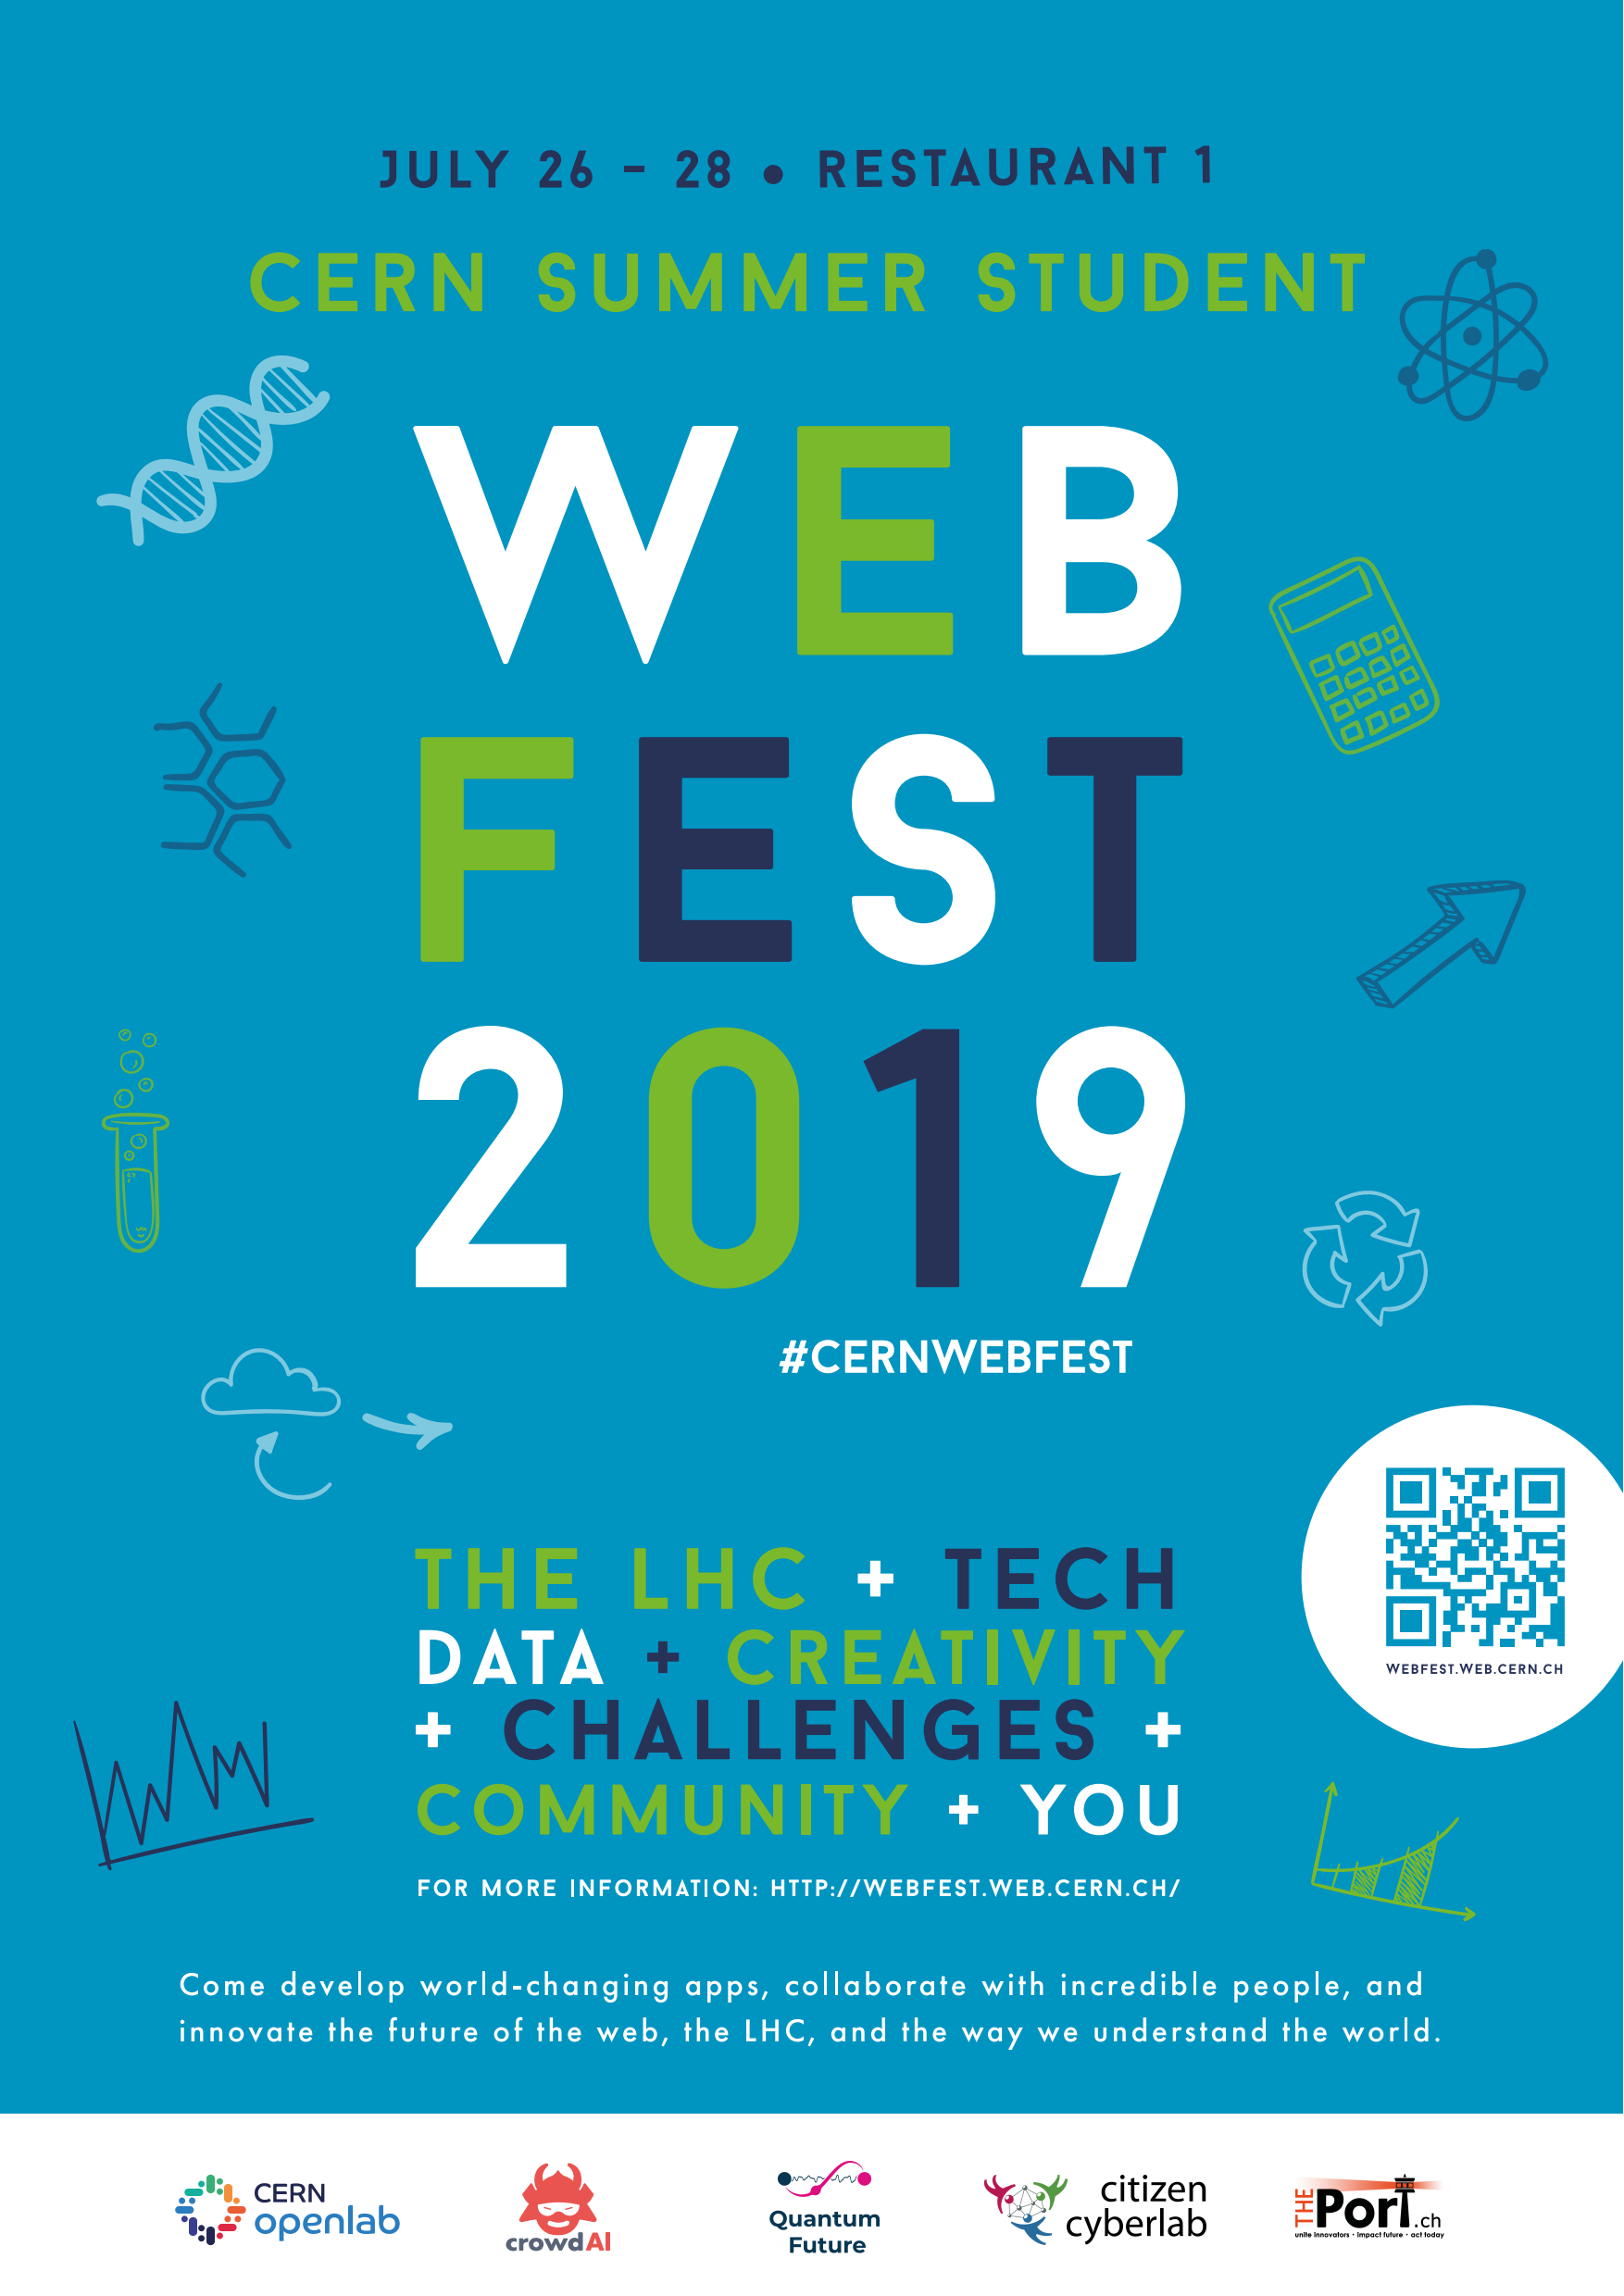 JULY 26 - 28 • RESTAURANT 1
CERN SUMMER STUDENT
WEB
FEST
2019
#CERNWEBFEST
WEBFEST.WEB.CERN.CH
THE LHC + TECH
DATA + CREATIVITY
+ CHALLENGES +
COMMUNITY + YOU
FOR MORE INFORMATION: HTTP://WEBFEST.WEB.CERN.CH/
Come develop world-changing apps, collaborate with incredible people, and
innovate the future of the web, the LHC, and the way we understand the world.
CERN
openlab
crowdAI
Quantum
Future
citizen
cyberlab
THE Port.ch
unite innovators • impact future • act today